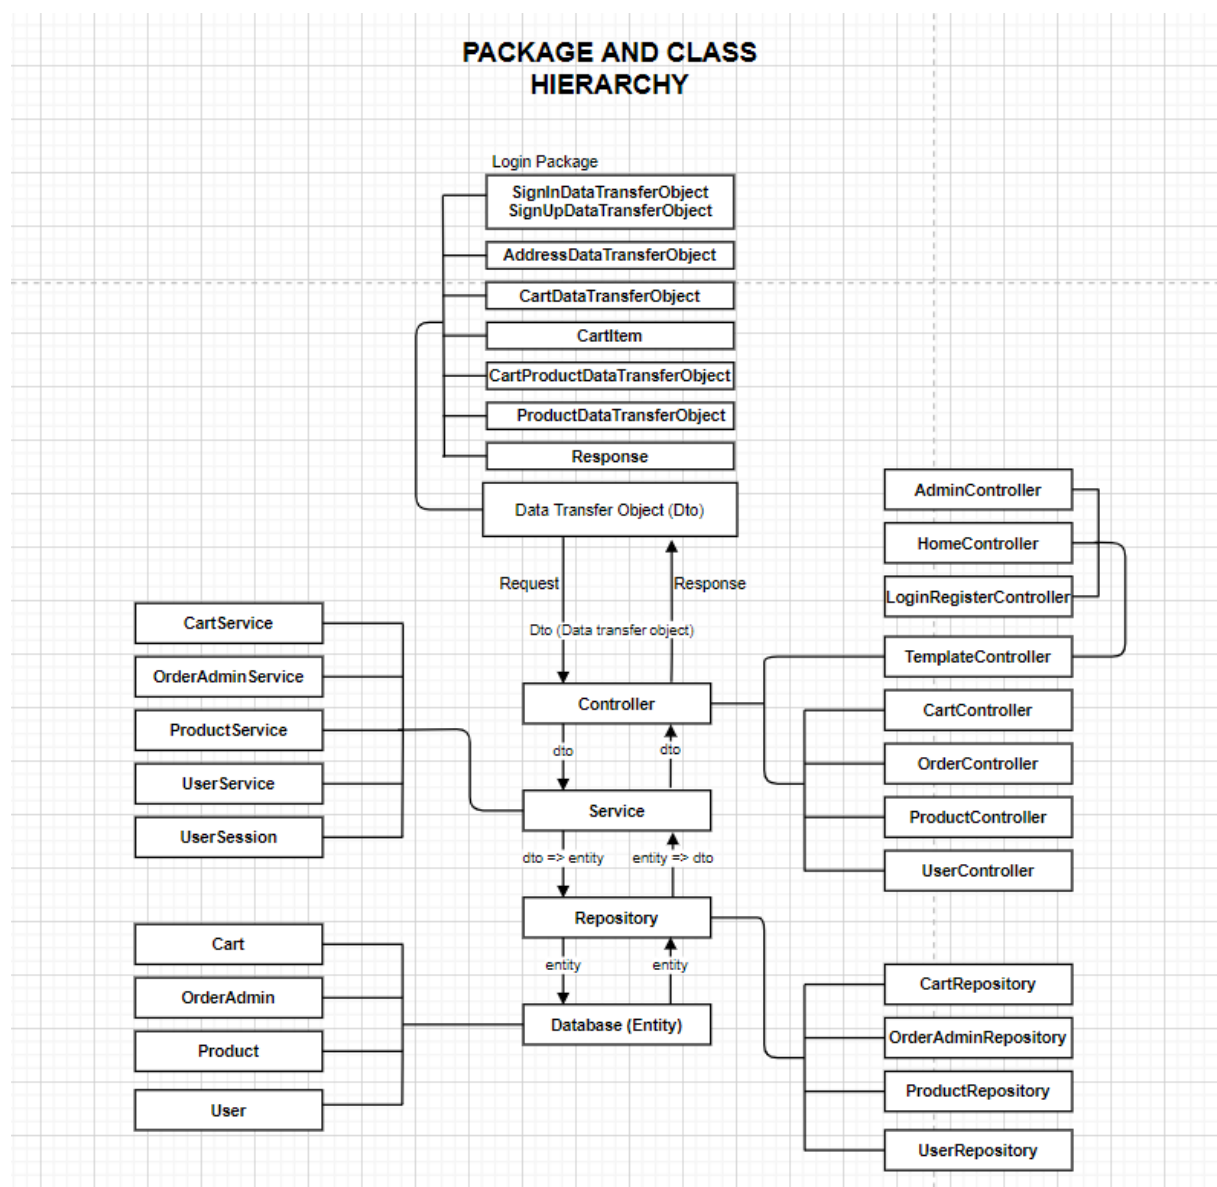 PACKAGE AND CLASS
HIERARCHY
Login Package
SignInDataTransferObject
SignUpDataTransferObject
AddressDataTransferObject
CartDataTransferObject
CartItem
CartProductDataTransferObject
ProductDataTransferObject
Response
Data Transfer Object (Dto)
Request
Response
Dto (Data transfer object)
Controller
dto
dto
Service
dto => entity
entity => dto
Repository
entity
entity
Database (Entity)
AdminController
HomeController
LoginRegisterController
TemplateController
CartController
OrderController
ProductController
UserController
CartService
OrderAdminService
ProductService
UserService
UserSession
Cart
OrderAdmin
Product
User
CartRepository
OrderAdminRepository
ProductRepository
UserRepository